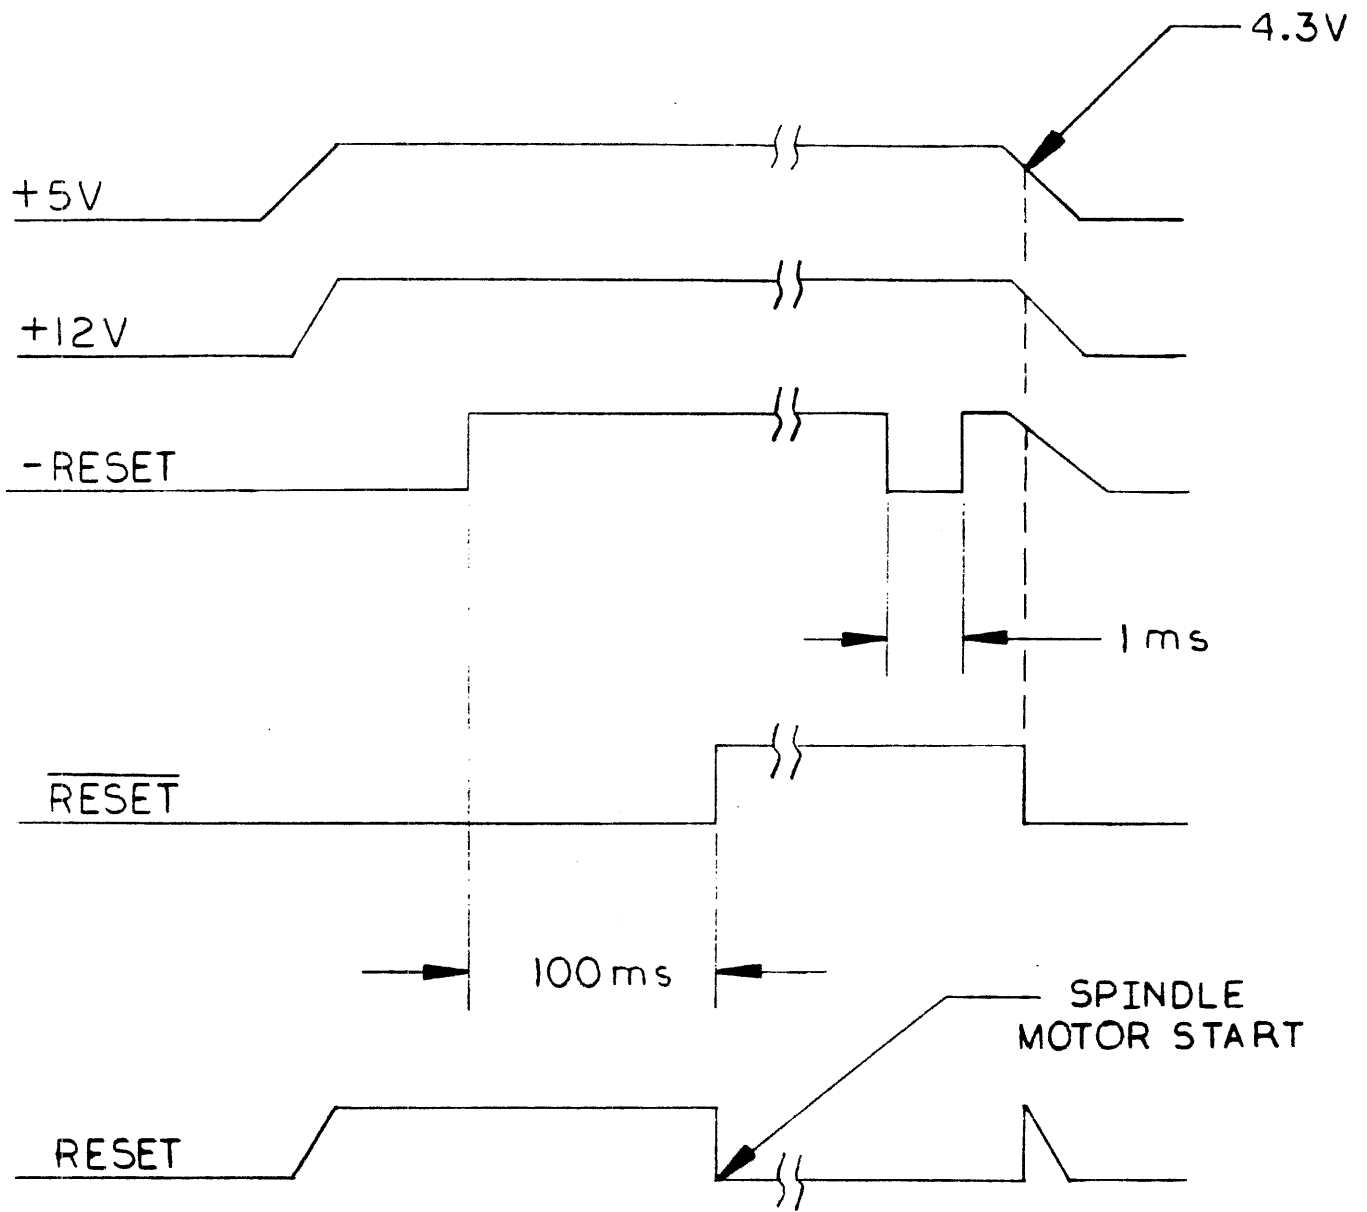 4.3V
+5V
+12V
-RESET
1 ms
RESET
100 ms
SPINDLE
MOTOR START
RESET